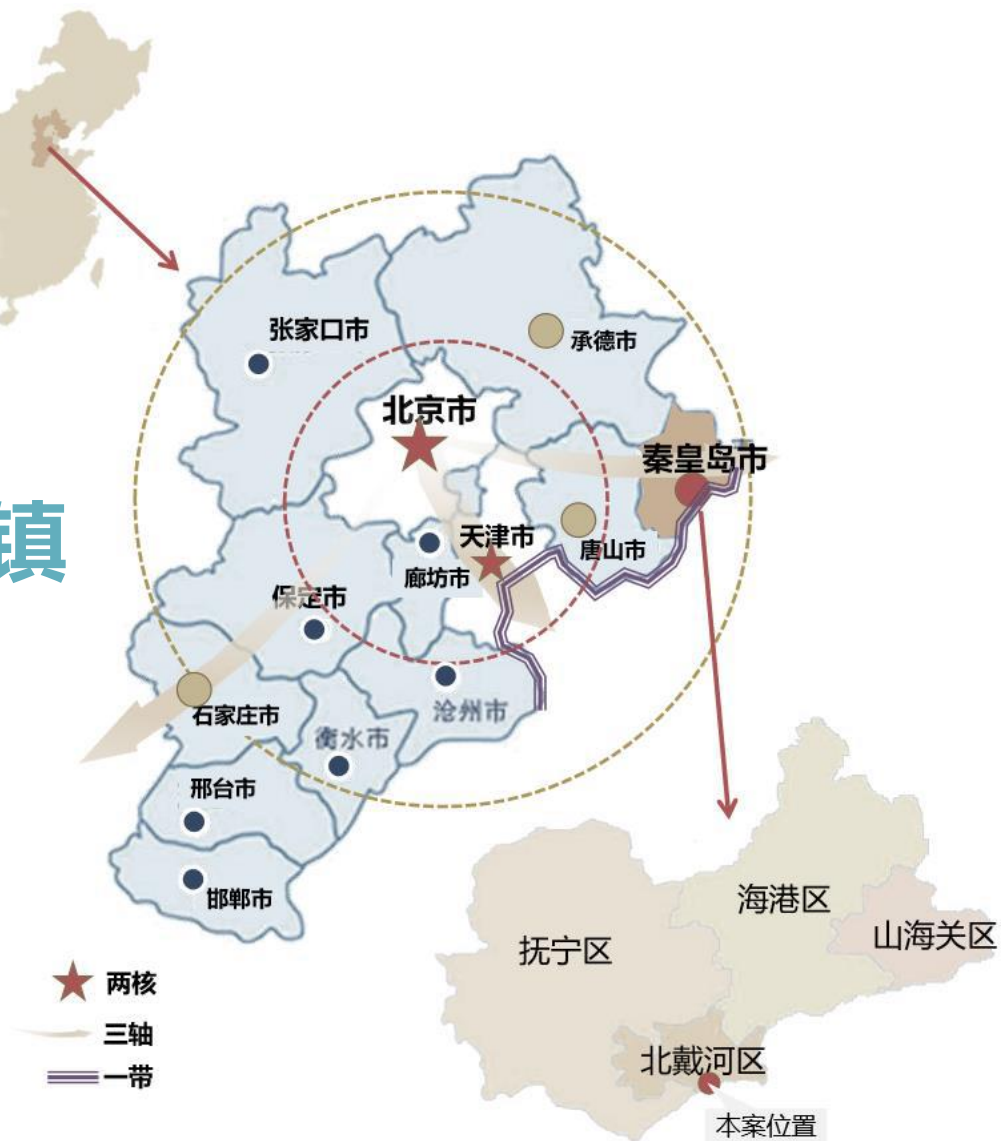 张家口市
承德市
北京市
秦皇岛市
镇
天津市
唐山市
廊坊市
保定市
石家庄市
沧州市
衡水市
邢台市
邯郸市
两核
三轴
一带
海港区
山海关区
抚宁区
北戴河区
本案位置